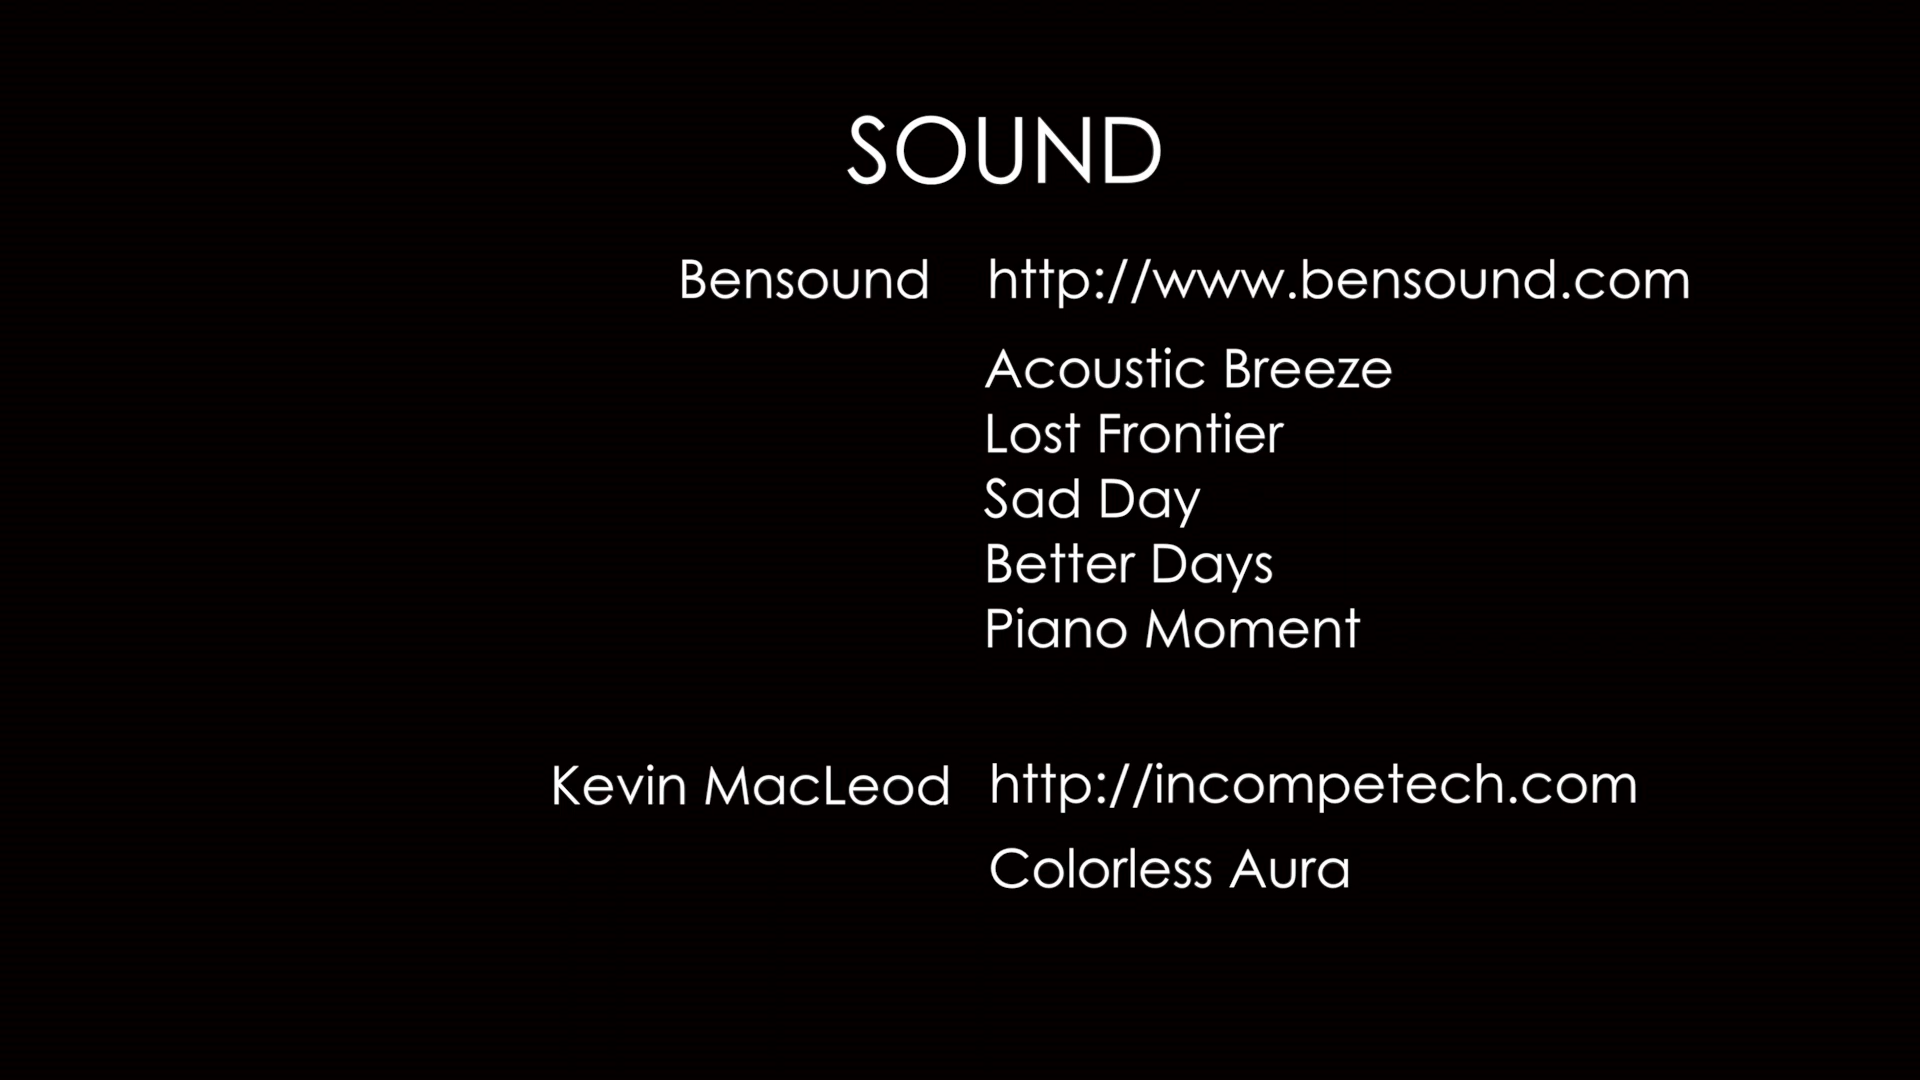 SOUND
Bensound http://www.bensound.com
Acoustic Breeze
Lost Frontier
Sad Day
Better Days
Piano Moment
Kevin MacLeod http://incompetech.com
Colorless Aura